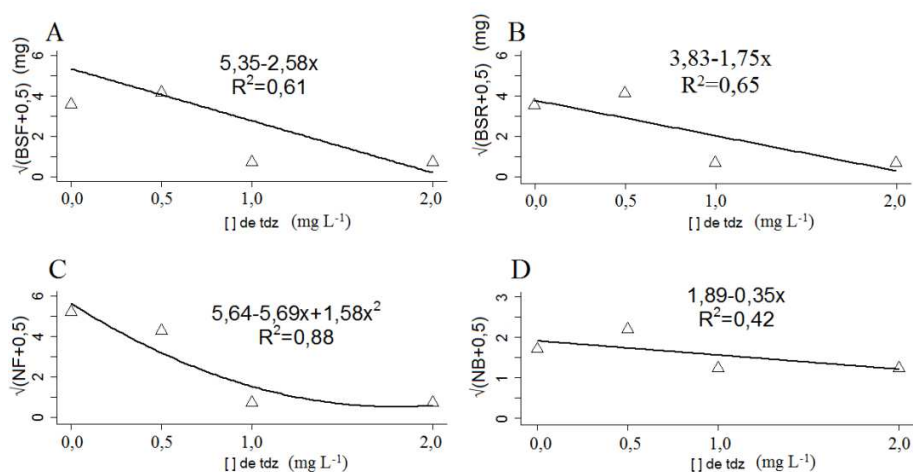 A
√(BSF+0,5) (mg)
6
4
2
0
5,35-2,58x
R²=0,61
0,0 0,5 1,0 2,0
[ ] de tdz (mg L⁻¹)
B
√(BSR+0,5) (mg)
6
4
2
0
3,83-1,75x
R²=0,65
0,0 0,5 1,0 2,0
[ ] de tdz (mg L⁻¹)
C
√(NF+0,5)
6
4
2
0
5,64-5,69x+1,58x²
R²=0,88
0,0 0,5 1,0 2,0
[ ] de tdz (mg L⁻¹)
D
√(NB+0,5)
3
2
1
0
1,89-0,35x
R²=0,42
0,0 0,5 1,0 2,0
[ ] de tdz (mg L⁻¹)